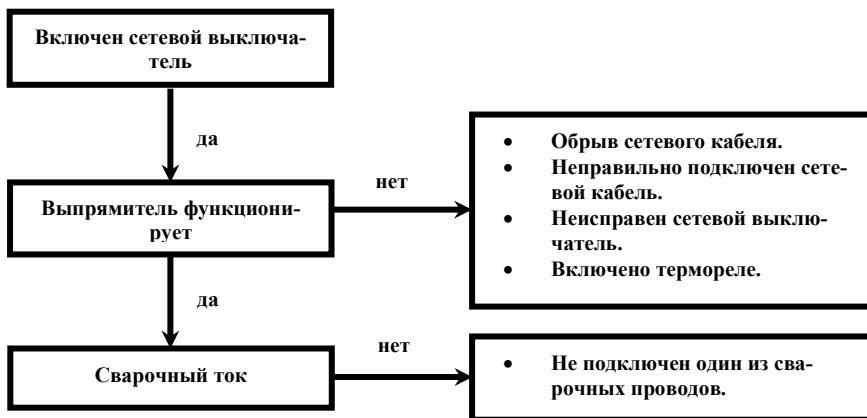 Включен сетевой выключа-
тель
да
Выпрямитель функциони-
рует
нет
• Обрыв сетевого кабеля.
• Неправильно подключен сете-
вой кабель.
• Неисправен сетевой выклю-
чатель.
• Включено термореле.
да
Сварочный ток
нет
• Не подключен один из сва-
рочных проводов.